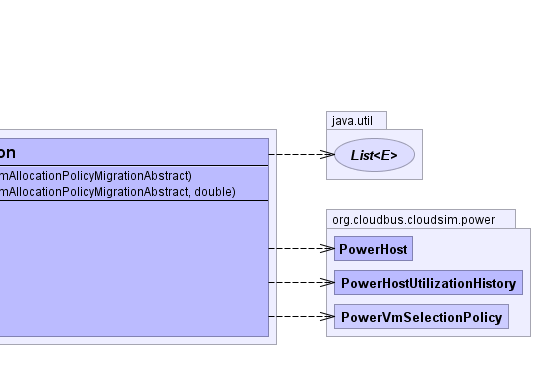 on
mAllocationPolicyMigrationAbstract)
mAllocationPolicyMigrationAbstract, double)
java.util
List<E>
org.cloudbus.cloudsim.power
PowerHost
PowerHostUtilizationHistory
PowerVmSelectionPolicy